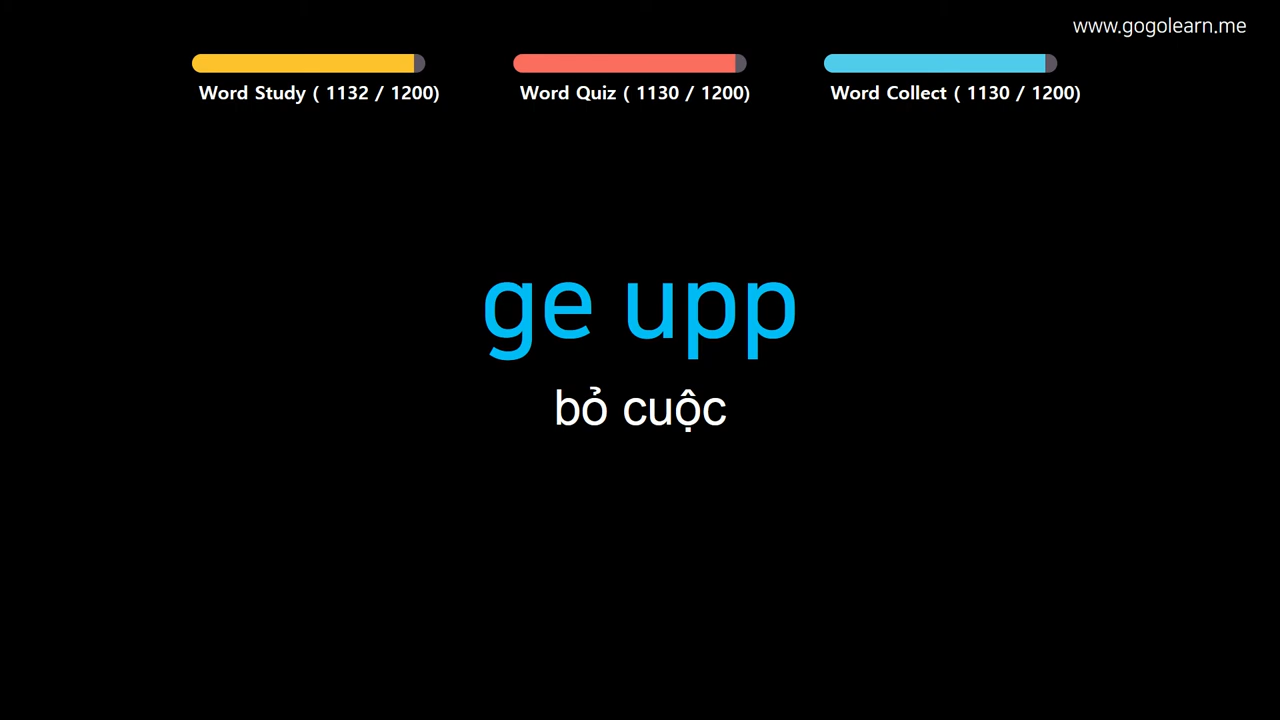 www.gogolearn.me
Word Study ( 1132 / 1200)
Word Quiz ( 1130 / 1200)
Word Collect ( 1130 / 1200)
ge upp
bỏ cuộc